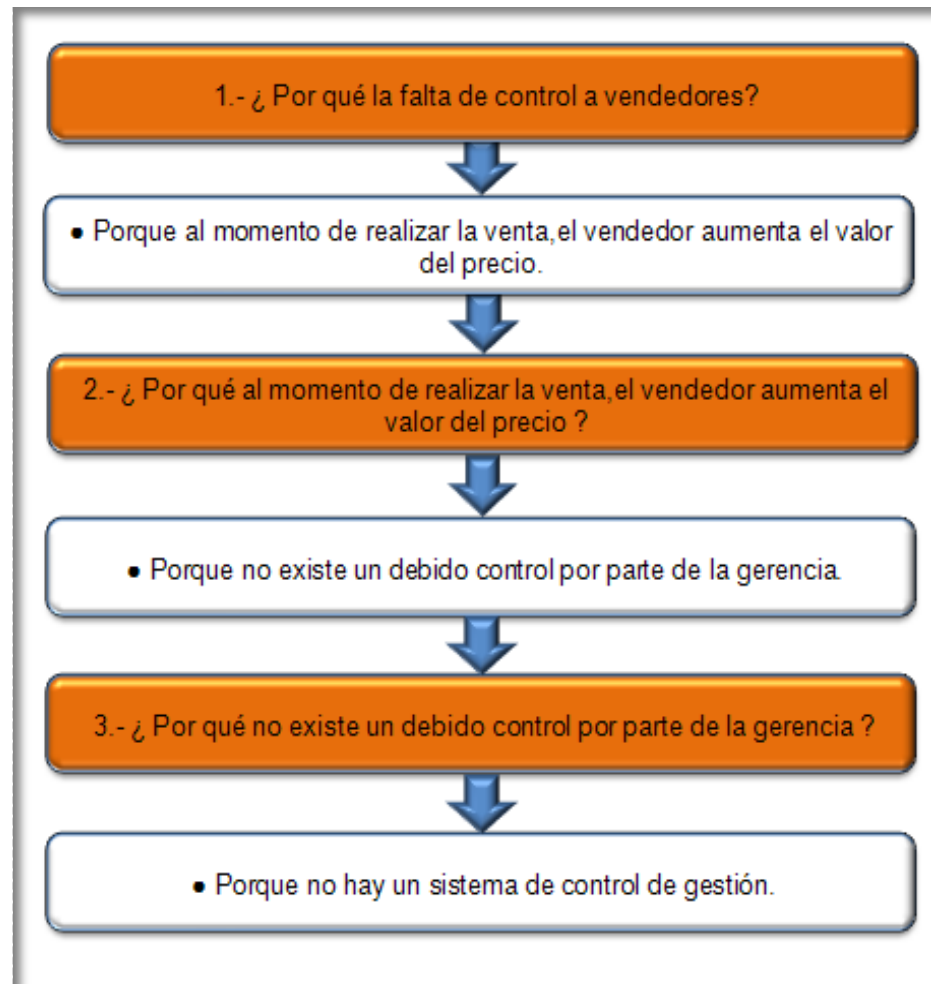 1.- ¿ Por qué la falta de control a vendedores?
• Porque al momento de realizar la venta,el vendedor aumenta el valor
del precio.
2.- ¿ Por qué al momento de realizar la venta,el vendedor aumenta el
valor del precio ?
• Porque no existe un debido control por parte de la gerencia.
3.- ¿ Por qué no existe un debido control por parte de la gerencia ?
• Porque no hay un sistema de control de gestión.